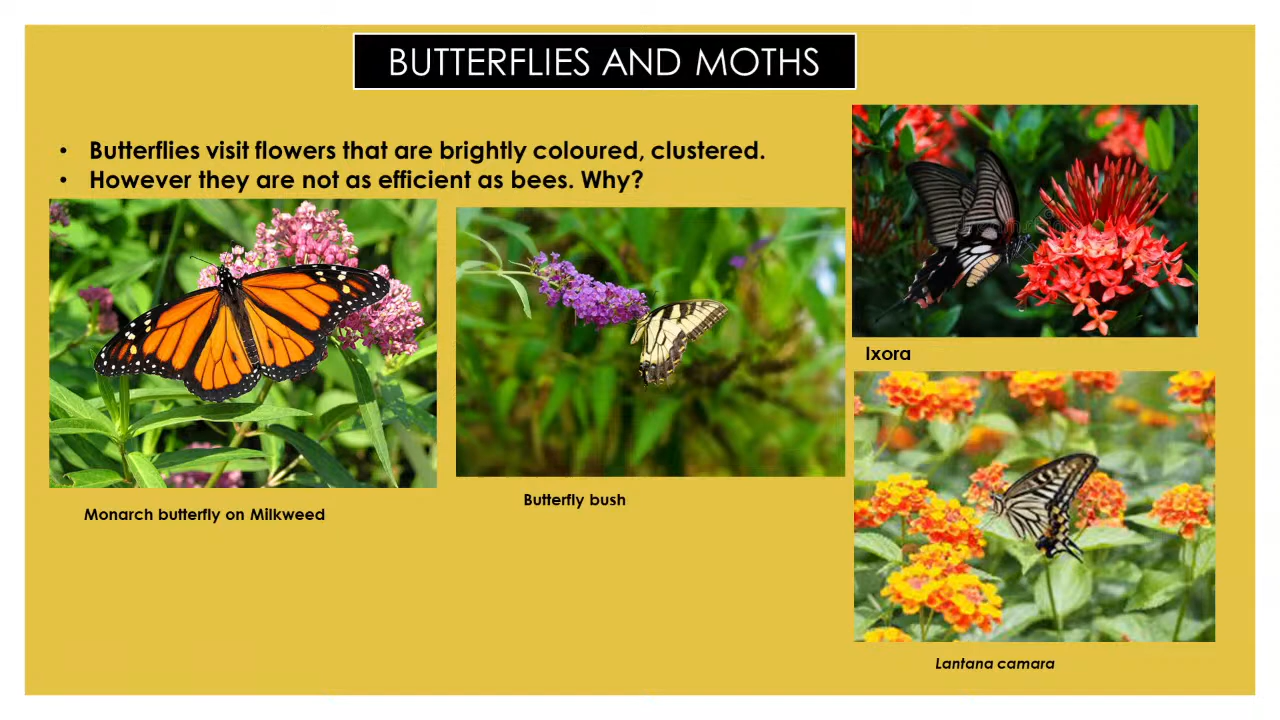 BUTTERFLIES AND MOTHS
• Butterflies visit flowers that are brightly coloured, clustered.
• However they are not as efficient as bees. Why?
Monarch butterfly on Milkweed
Butterfly bush
Ixora
Lantana camara